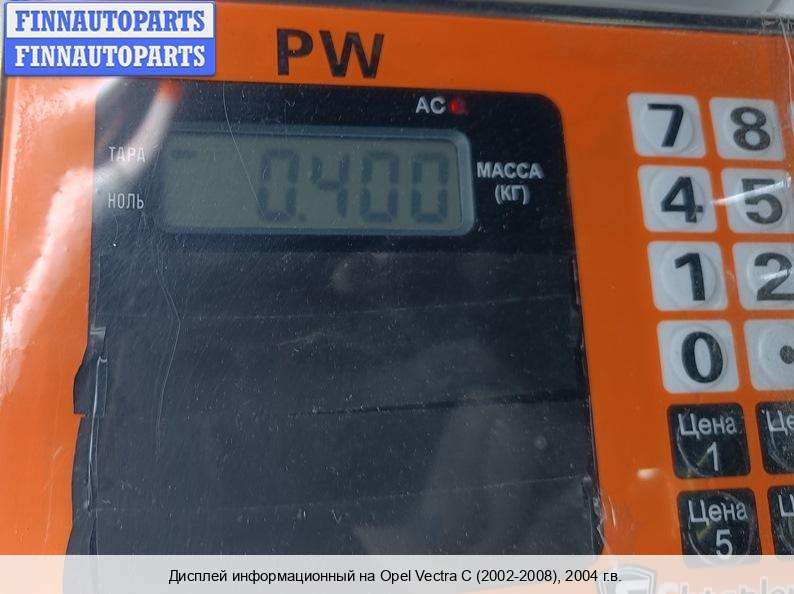 FINNAUTOPARTS
FINNAUTOPARTS
PW
AC
ТАРА
0.400
МАССА
(КГ)
НОЛЬ
7 8
4 5
1 2
0 .
Цена
1
Цена
5
Дисплей информационный на Opel Vectra C (2002-2008), 2004 г.в.